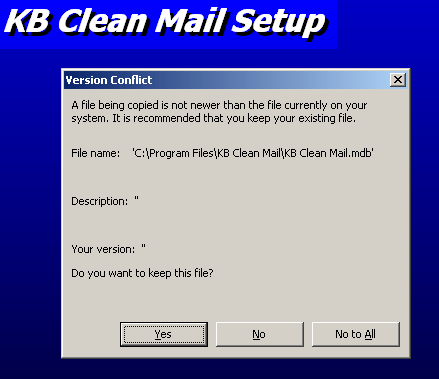 KB Clean Mail Setup
Version Conflict
A file being copied is not newer than the file currently on your
system. It is recommended that you keep your existing file.
File name: 'C:\Program Files\KB Clean Mail\KB Clean Mail.mdb'
Description: ''
Your version: ''
Do you want to keep this file?
Yes No No to All